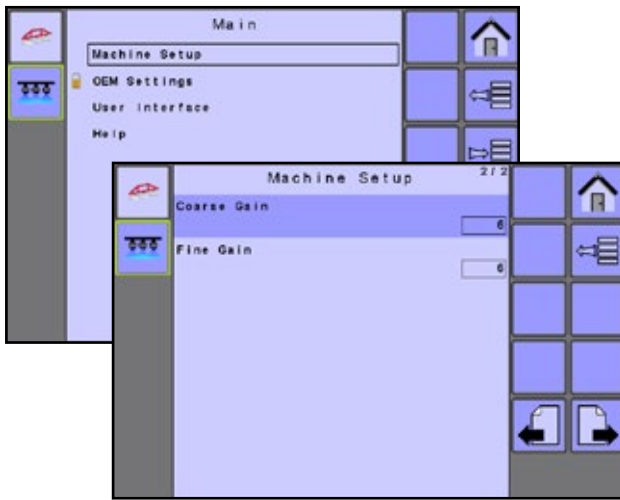 Main
Machine Setup
OEM Settings
User Interface
Help
Machine Setup 2/2
Coarse Gain
6
Fine Gain
6